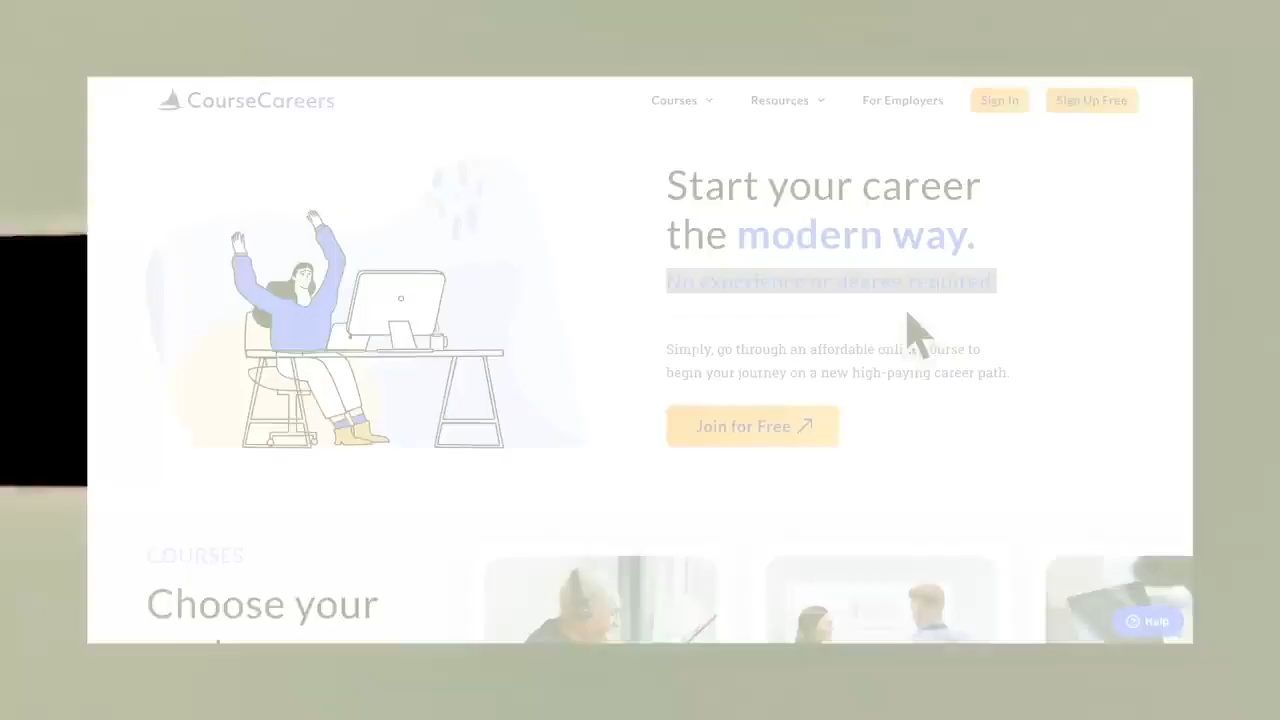 CourseCareers
Courses
Resources
For Employers
Sign In
Sign Up Free
Start your career
the modern way.
No experience or degree required.
Simply, go through an affordable online course to
begin your journey on a new high-paying career path.
Join for Free
COURSES
Choose your
Help